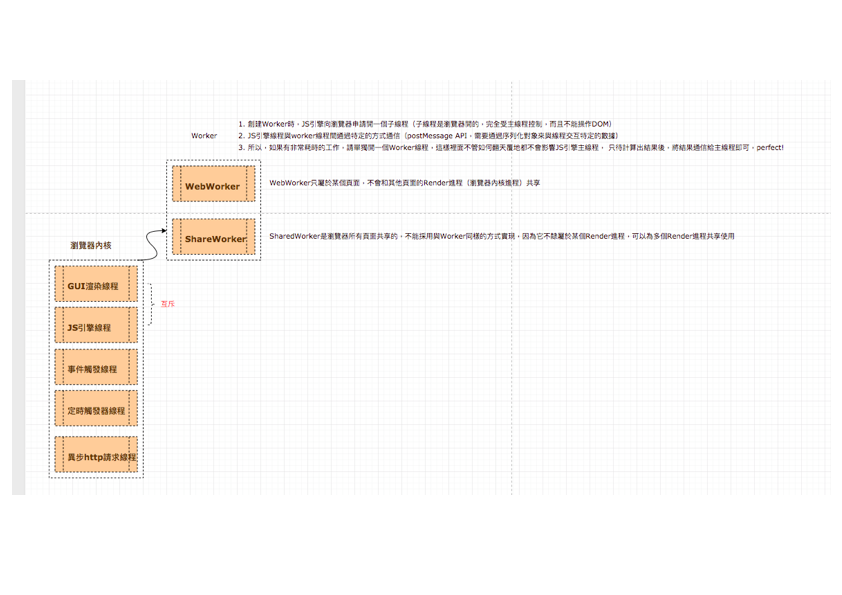 1. 創建Worker時，JS引擎向瀏覽器申請開一個子線程（子線程是瀏覽器開的，完全受主線程控制，而且不能操作DOM）
Worker
2. JS引擎線程與worker線程間通過特定的方式通信（postMessage API，需要通過序列化對象來與線程交互特定的數據）
3. 所以，如果有非常耗時的工作，請單獨開一個Worker線程，這樣裡面不管如何翻天覆地都不會影響JS引擎主線程， 只待計算出結果後，將結果通信給主線程即可，perfect!
WebWorker
WebWorker只屬於某個頁面，不會和其他頁面的Render進程（瀏覽器內核進程）共享
ShareWorker
SharedWorker是瀏覽器所有頁面共享的，不能採用與Worker同樣的方式實現，因為它不隸屬於某個Render進程，可以為多個Render進程共享使用
瀏覽器內核
GUI渲染線程
互斥
JS引擎線程
事件觸發線程
定時觸發器線程
異步http請求線程